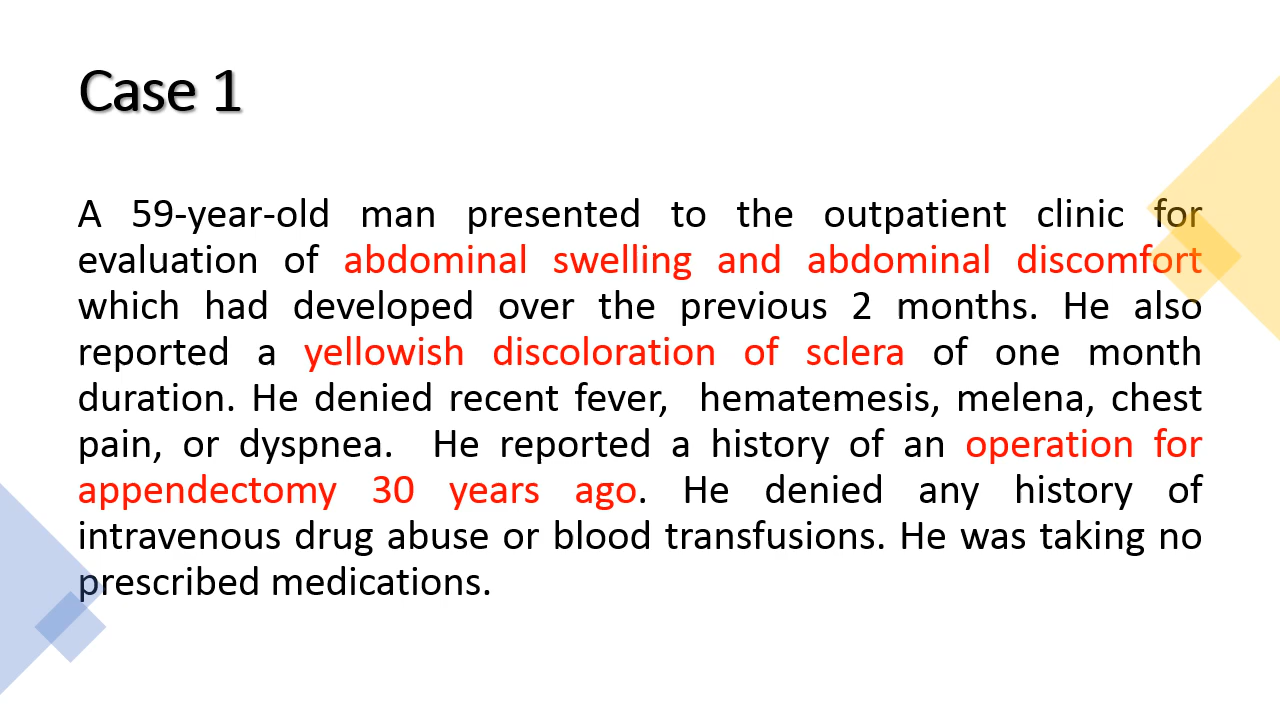 Case 1
A 59-year-old man presented to the outpatient clinic for
evaluation of abdominal swelling and abdominal discomfort
which had developed over the previous 2 months. He also
reported a yellowish discoloration of sclera of one month
duration. He denied recent fever, hematemesis, melena, chest
pain, or dyspnea. He reported a history of an operation for
appendectomy 30 years ago. He denied any history of
intravenous drug abuse or blood transfusions. He was taking no
prescribed medications.